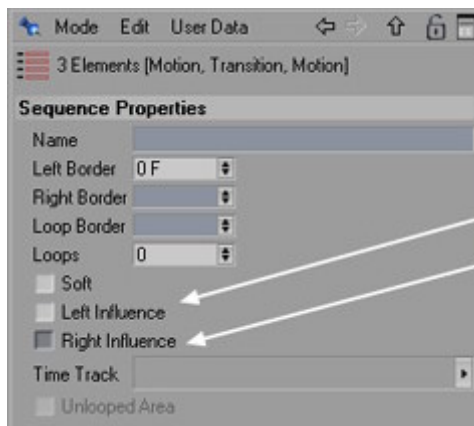 Mode Edit User Data
3 Elements [Motion, Transition, Motion]
Sequence Properties
Name
Left Border 0 F
Right Border
Loop Border
Loops 0
Soft
Left Influence
Right Influence
Time Track
Unlooped Area